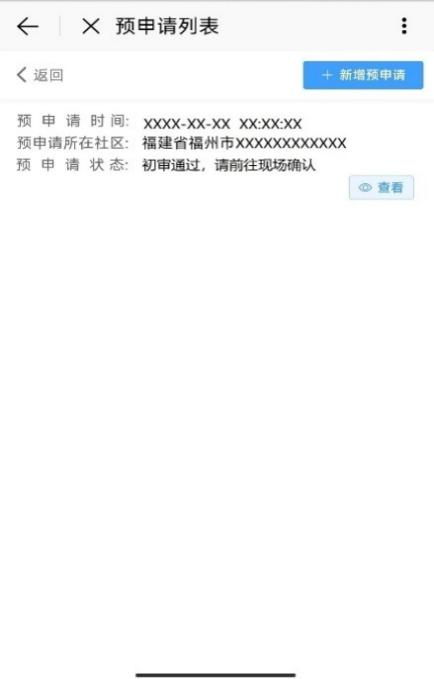 预申请列表
返回
+ 新增预申请
预申请时间: XXXX-XX-XX XX:XX:XX
预申请所在社区: 福建省福州市XXXXXXXXXXXX
预申请状态: 初审通过，请前往现场确认
查看